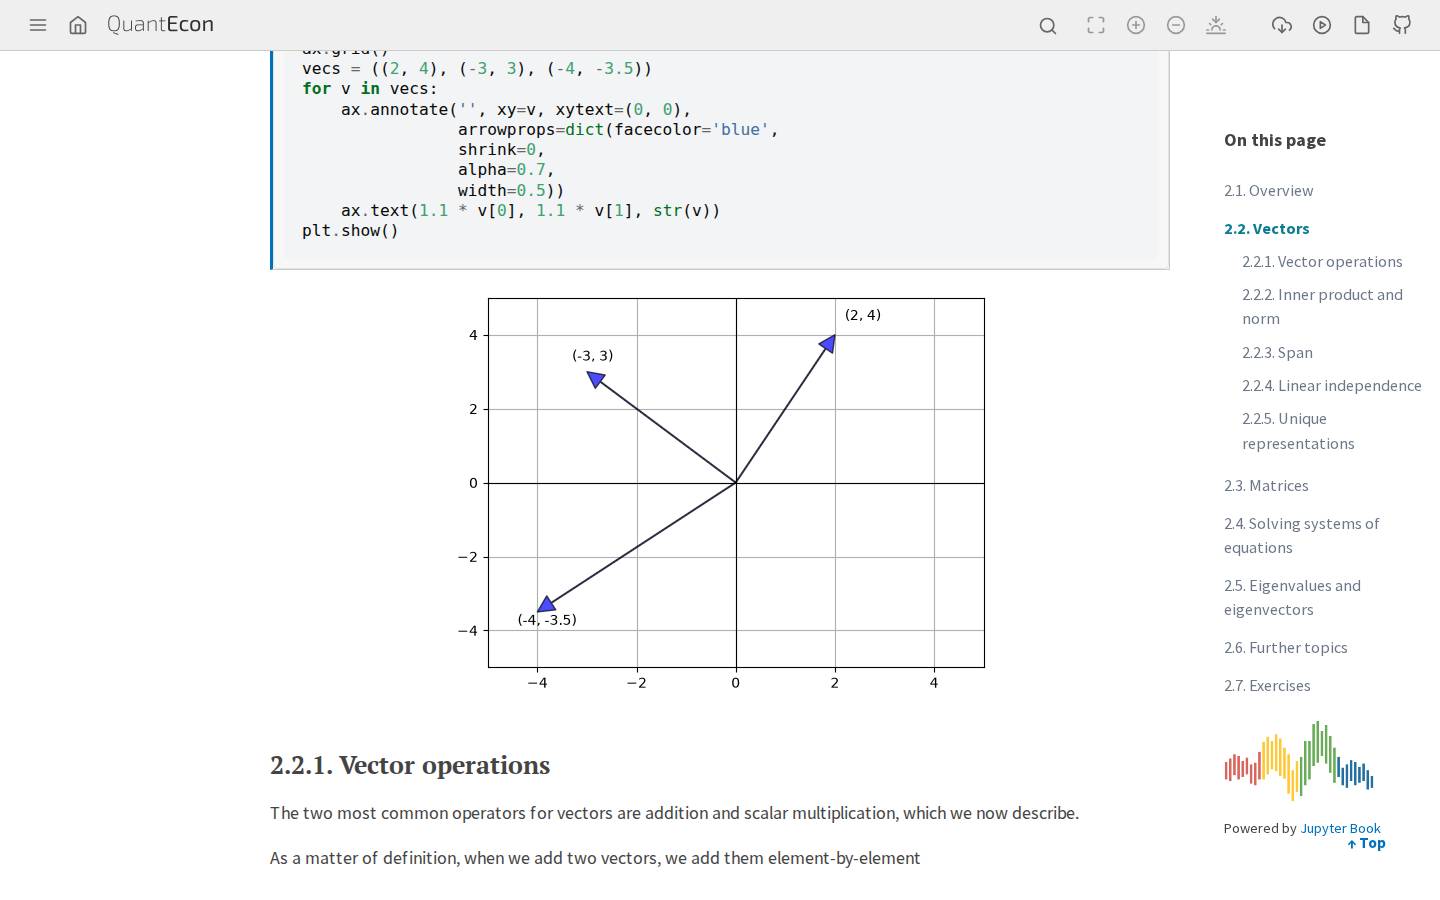 QuantEcon
ax.grid()
vecs = ((2, 4), (-3, 3), (-4, -3.5))
for v in vecs:
    ax.annotate('', xy=v, xytext=(0, 0),
                arrowprops=dict(facecolor='blue',
                shrink=0,
                alpha=0.7,
                width=0.5))
    ax.text(1.1 * v[0], 1.1 * v[1], str(v))
plt.show()
(2, 4)
(-3, 3)
(-4, -3.5)
4
2
0
−2
−4
−4
−2
0
2
4
2.2.1. Vector operations
The two most common operators for vectors are addition and scalar multiplication, which we now describe.
As a matter of definition, when we add two vectors, we add them element-by-element
On this page
2.1. Overview
2.2. Vectors
2.2.1. Vector operations
2.2.2. Inner product and
norm
2.2.3. Span
2.2.4. Linear independence
2.2.5. Unique
representations
2.3. Matrices
2.4. Solving systems of
equations
2.5. Eigenvalues and
eigenvectors
2.6. Further topics
2.7. Exercises
Powered by Jupyter Book
Top